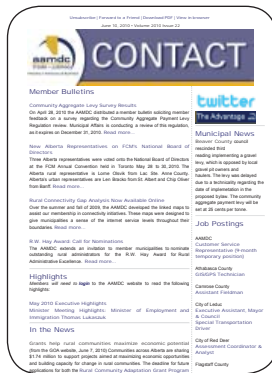 Unsubscribe | Forward to a Friend | Download PDF | View in browser
June 10, 2010 - Volume 2010 Issue 22
aamdc
CONTACT
Member Bulletins
Community Aggregate Levy Survey Results
On April 28, 2010 the AAMDC distributed a member bulletin soliciting member
feedback on a survey regarding the Community Aggregate Payment Levy
Regulation review. Municipal Affairs is conducting a review of this regulation,
as it expires on December 31, 2010. Read more...
New Alberta Representatives on FCM's National Board of
Directors
Three Alberta representatives were voted onto the National Board of Directors
at the FCM Annual Convention held in Toronto May 28 to 30, 2010. The
Alberta rural representative is Lorne Olsvik from Lac Ste. Anne County.
Alberta's urban representatives are Len Bracko from St. Albert and Chip Olver
from Banff. Read more...
Rural Connectivity Gap Analysis Now Available Online
Over the summer and fall of 2009, the AAMDC developed the linked maps to
assist our membership in connectivity initiatives. These maps were designed to
give municipalities a sense of the internet service levels throughout their
boundaries. Read more...
R.W. Hay Award Call for Nominations
The AAMDC extends an invitation to member municipalities to nominate
outstanding rural administrators for the R.W. Hay Award for Rural
Administrative Excellence. Read more...
Highlights
Members will need to login to the AAMDC website to read the following
highlights:
May 2010 Executive Highlights
Minister Meeting Highlights: Minister of Employment and
Immigration Thomas Lukaszuk
In the News
Grants help rural communities maximize economic potential
(from the GOA website, June 7, 2010) Communities across Alberta are sharing
$1.74 million to support projects aimed at maximizing economic opportunities
and building capacity for change in rural communities. The deadline for future
applications for both the Rural Community Adaptation Grant Program
twitter
The Advantage
Municipal News
Beaver County council
rescinded third
reading implementing a gravel
levy, which is opposed by local
gravel pit owners and
haulers. The levy was delayed
due to a technicality regarding the
date of implementation in the
proposed bylaw. The community
aggregate payment levy will be
set at 25 cents per tonne.
Job Postings
AAMDC
Customer Service
Representative (9-month
temporary position)
Athabasca County
GIS/GPS Technician
Camrose County
Assistant Fieldman
City of Leduc
Executive Assistant, Mayor
& Council
Special Transportation
Driver
City of Red Deer
Assessment Coordinator &
Analyst
Flagstaff County